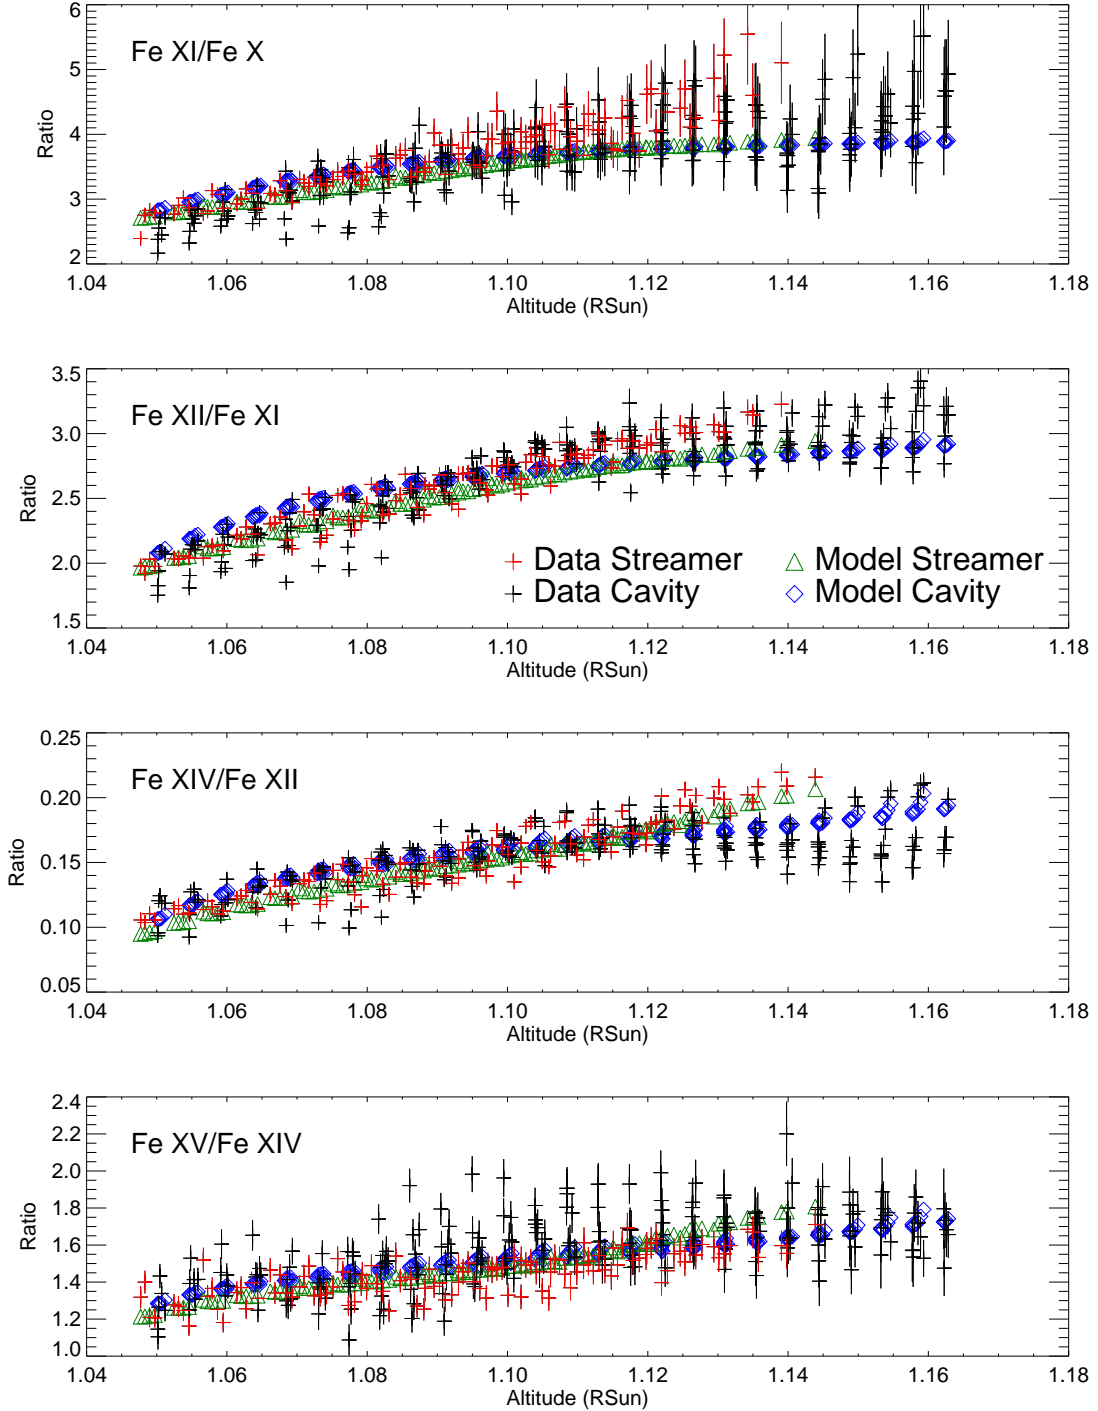 6
5
4
3
2
Ratio
Fe XI/Fe X
1.04 1.06 1.08 1.10 1.12 1.14 1.16 1.18
Altitude (RSun)
3.5
3.0
2.5
2.0
1.5
Ratio
Fe XII/Fe XI
Data Streamer Model Streamer
Data Cavity Model Cavity
1.04 1.06 1.08 1.10 1.12 1.14 1.16 1.18
Altitude (RSun)
0.25
0.20
0.15
0.10
0.05
Ratio
Fe XIV/Fe XII
1.04 1.06 1.08 1.10 1.12 1.14 1.16 1.18
Altitude (RSun)
2.4
2.2
2.0
1.8
1.6
1.4
1.2
1.0
Ratio
Fe XV/Fe XIV
1.04 1.06 1.08 1.10 1.12 1.14 1.16 1.18
Altitude (RSun)